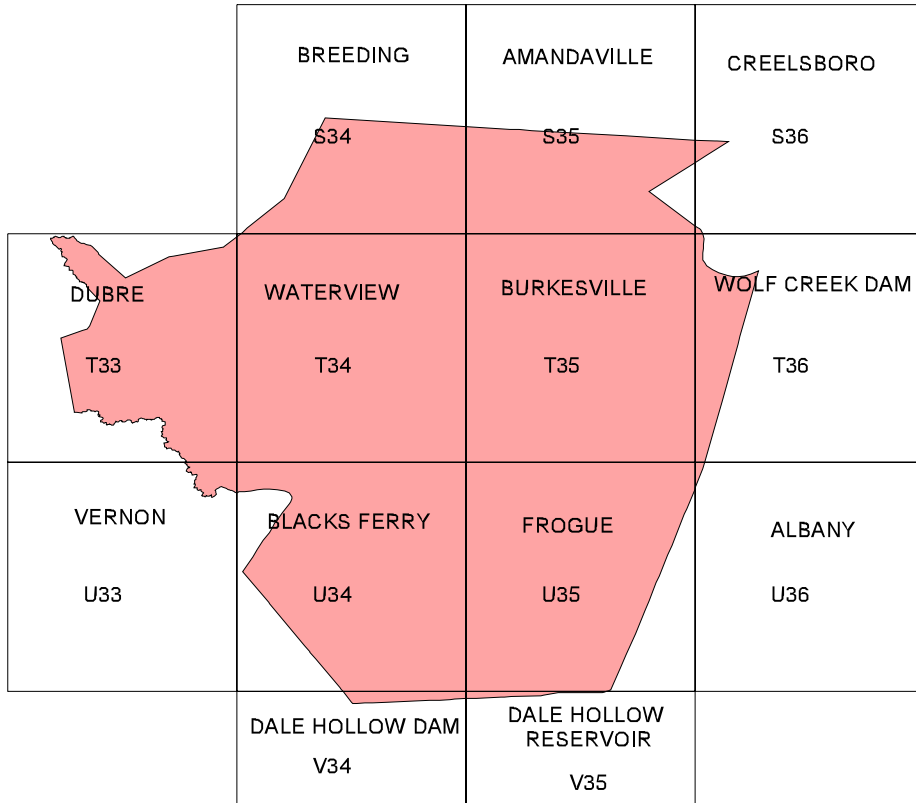 BREEDING
AMANDAVILLE
CREELSBORO
S34
S35
S36
DUBRE
WATERVIEW
BURKESVILLE
WOLF CREEK DAM
T33
T34
T35
T36
VERNON
BLACKS FERRY
FROGUE
ALBANY
U33
U34
U35
U36
DALE HOLLOW DAM
V34
DALE HOLLOW
RESERVOIR
V35